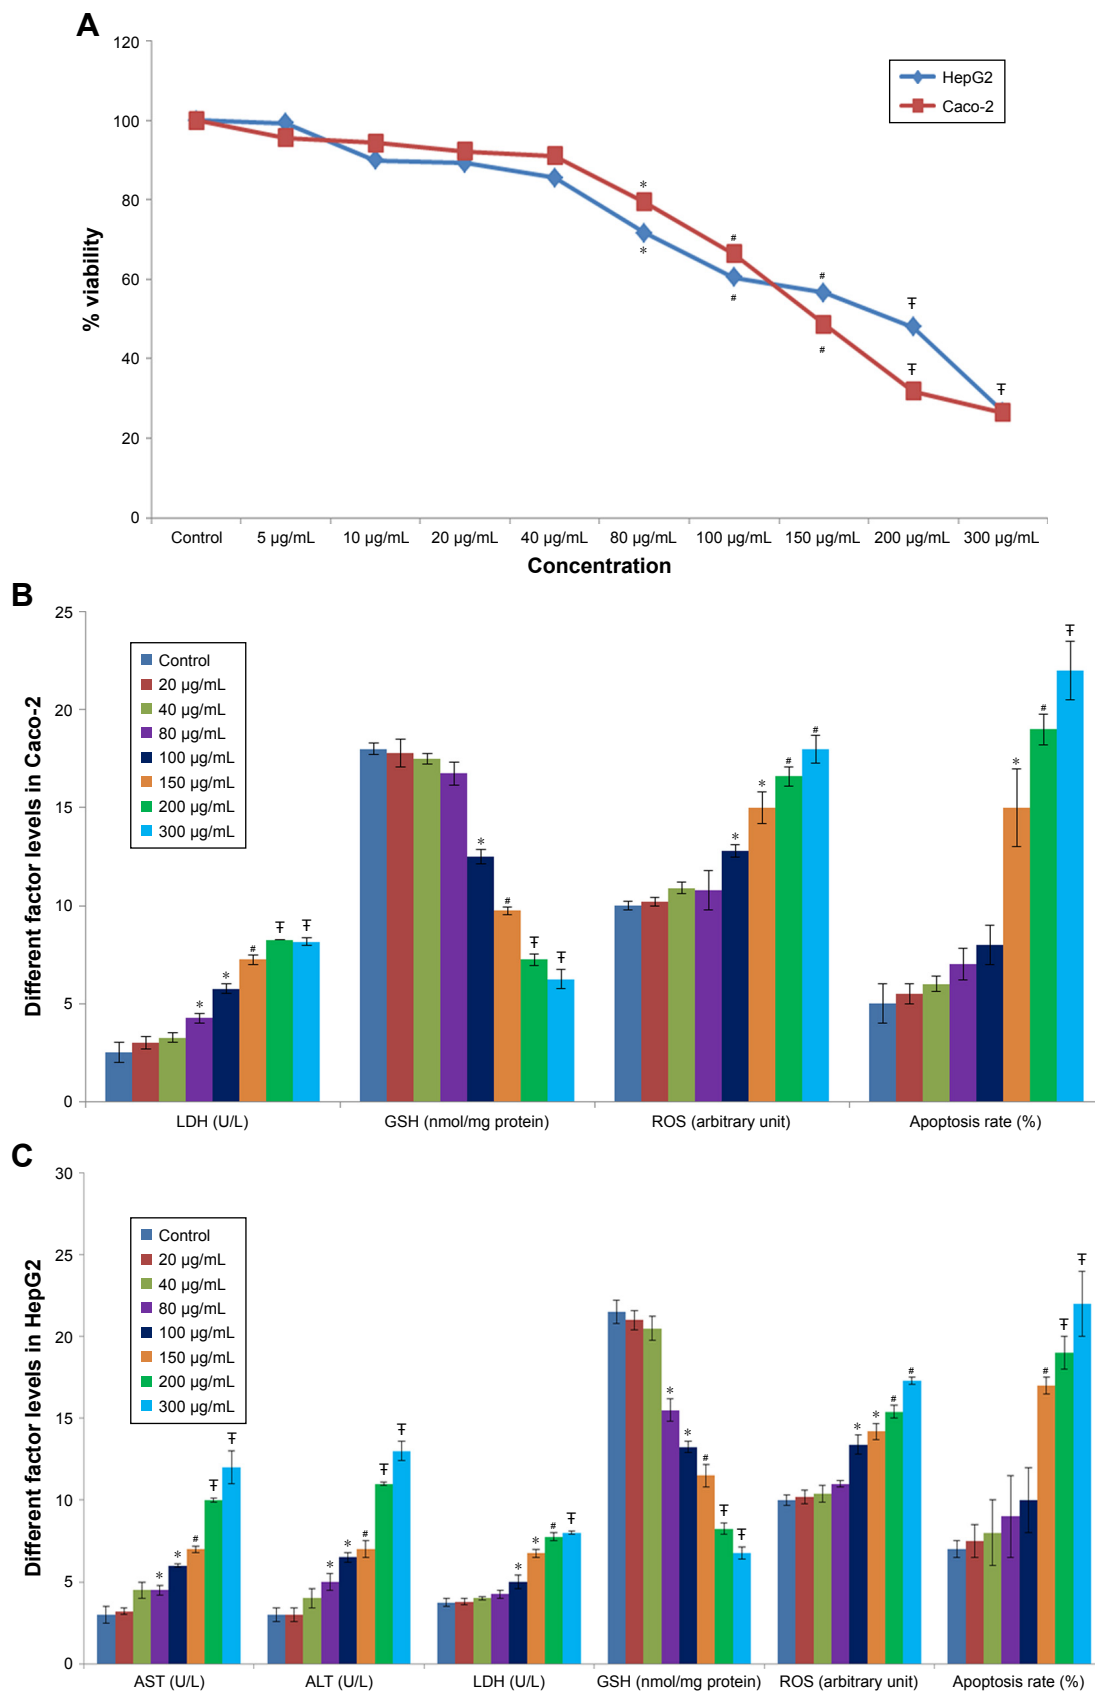 A
120
100
80
60
40
20
0
% viability
HepG2
Caco-2
*
*
#
#
#
#
Ŧ
Ŧ
Ŧ
Control 5 µg/mL 10 µg/mL 20 µg/mL 40 µg/mL 80 µg/mL 100 µg/mL 150 µg/mL 200 µg/mL 300 µg/mL
Concentration
B
25
20
15
10
5
0
Different factor levels in Caco-2
Control
20 µg/mL
40 µg/mL
80 µg/mL
100 µg/mL
150 µg/mL
200 µg/mL
300 µg/mL
* * # Ŧ Ŧ
* # Ŧ Ŧ
* * # #
* # Ŧ
LDH (U/L) GSH (nmol/mg protein) ROS (arbitrary unit) Apoptosis rate (%)
C
30
25
20
15
10
5
0
Different factor levels in HepG2
Control
20 µg/mL
40 µg/mL
80 µg/mL
100 µg/mL
150 µg/mL
200 µg/mL
300 µg/mL
* * # Ŧ Ŧ
* * # Ŧ Ŧ
* * # Ŧ
* * # Ŧ Ŧ
* * # #
# Ŧ Ŧ
AST (U/L) ALT (U/L) LDH (U/L) GSH (nmol/mg protein) ROS (arbitrary unit) Apoptosis rate (%)